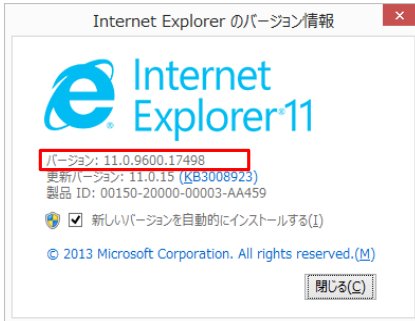 Internet Explorer のバージョン情報
Internet
Explorer11
バージョン: 11.0.9600.17498
更新バージョン: 11.0.15 (KB3008923)
製品 ID: 00150-20000-00003-AA459
新しいバージョンを自動的にインストールする(I)
© 2013 Microsoft Corporation. All rights reserved.(M)
閉じる(C)